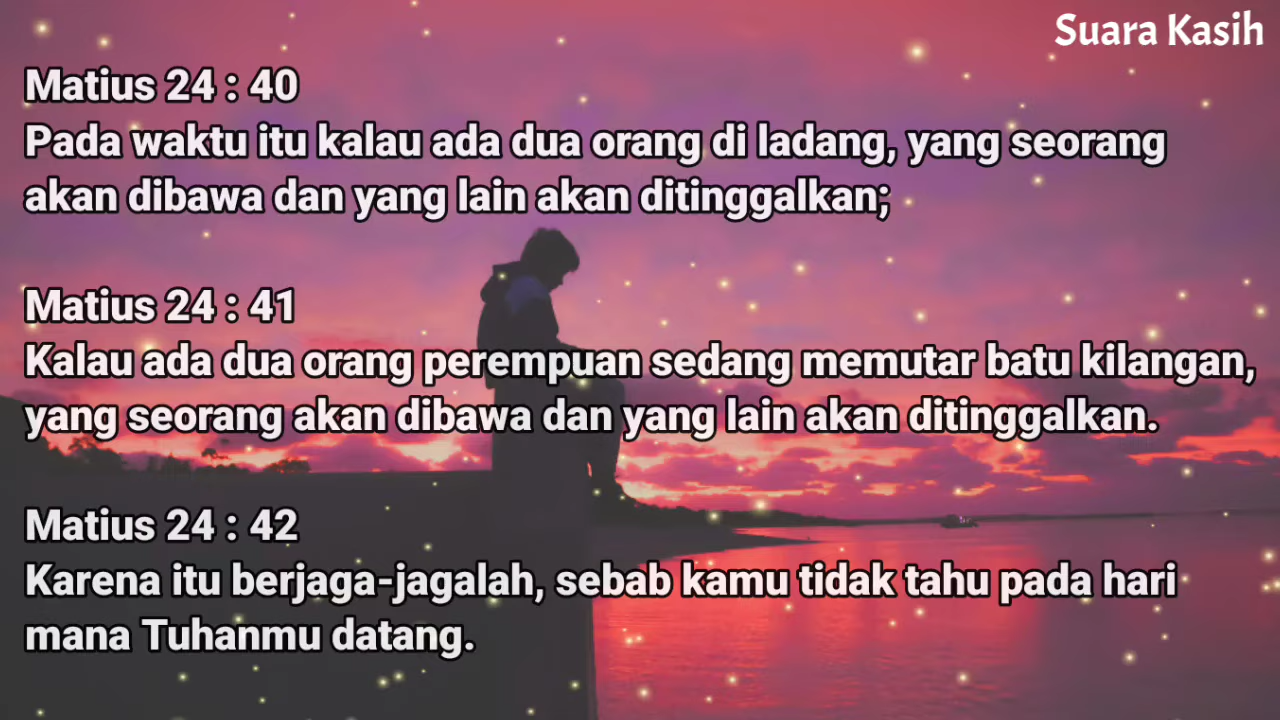 Suara Kasih
Matius 24 : 40
Pada waktu itu kalau ada dua orang di ladang, yang seorang
akan dibawa dan yang lain akan ditinggalkan;
Matius 24 : 41
Kalau ada dua orang perempuan sedang memutar batu kilangan,
yang seorang akan dibawa dan yang lain akan ditinggalkan.
Matius 24 : 42
Karena itu berjaga-jagalah, sebab kamu tidak tahu pada hari
mana Tuhanmu datang.